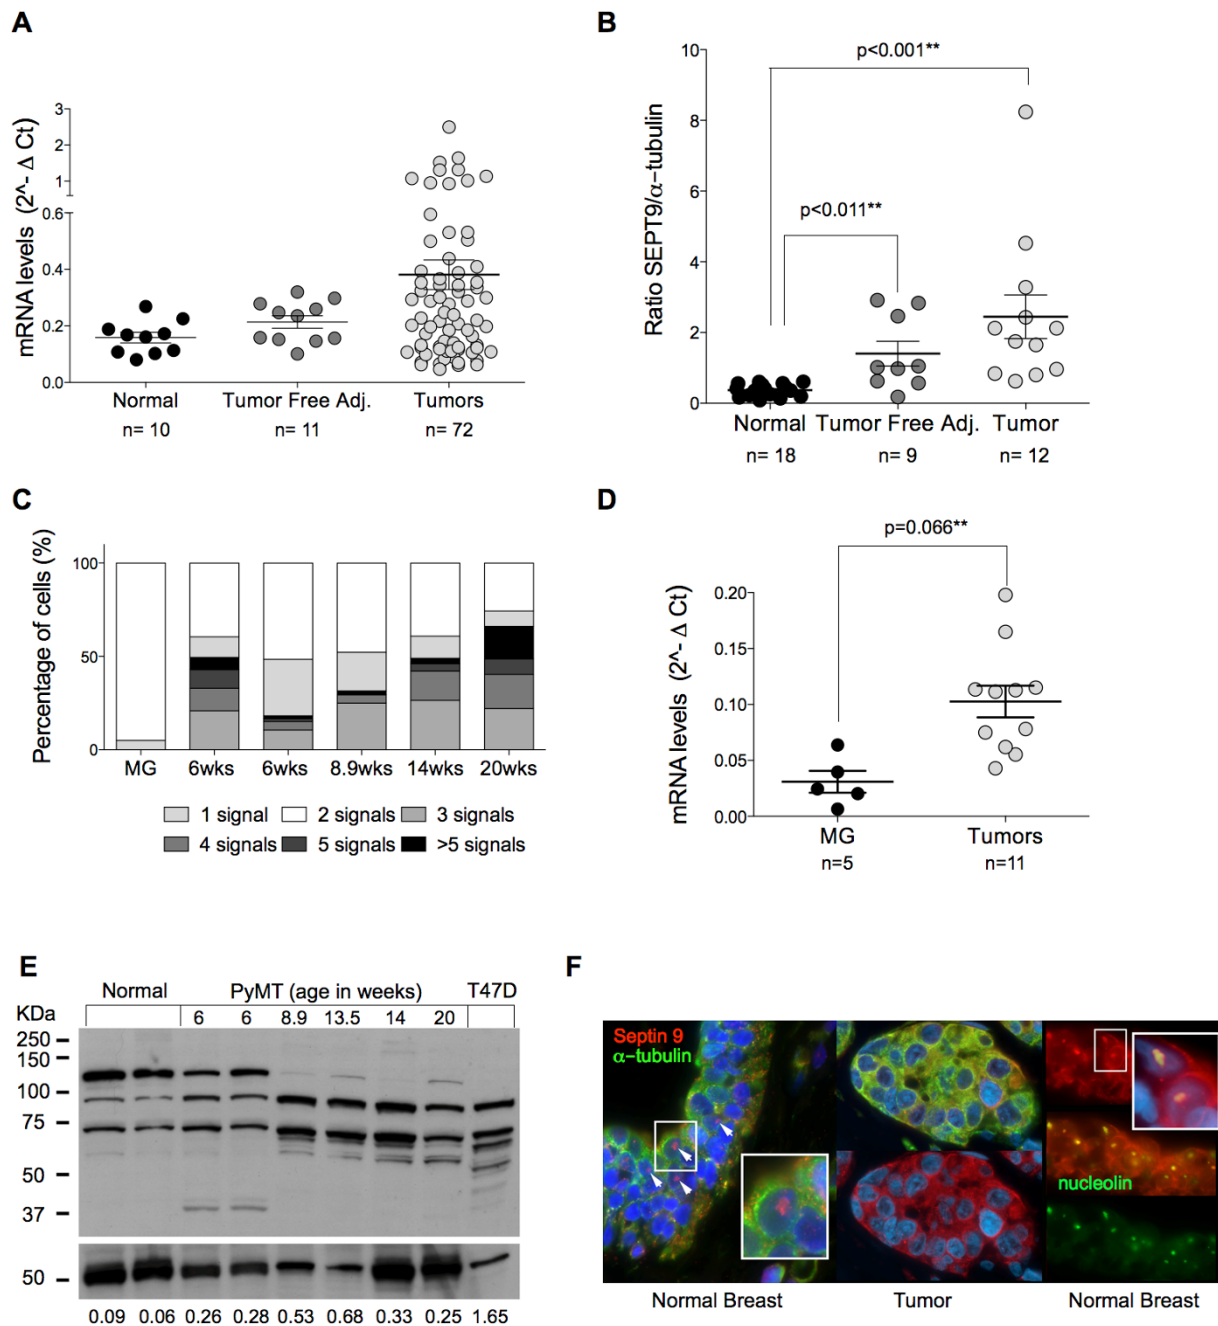 A
mRNA levels (2^- Δ Ct)
3
2
1
0.6
0.4
0.2
0.0
Normal Tumor Free Adj. Tumors
n= 10 n= 11 n= 72
B
Ratio SEPT9/α-tubulin
10
8
6
4
2
0
p<0.001**
p<0.011**
Normal Tumor Free Adj. Tumor
n= 18 n= 9 n= 12
C
Percentage of cells (%)
100
50
0
MG 6wks 6wks 8.9wks 14wks 20wks
1 signal 2 signals 3 signals
4 signals 5 signals >5 signals
D
p=0.066**
mRNA levels (2^- Δ Ct)
0.20
0.15
0.10
0.05
0.00
MG Tumors
n=5 n=11
E
Normal PyMT (age in weeks) T47D
KDa 6 6 8.9 13.5 14 20
250
150
100
75
50
37
50
0.09 0.06 0.26 0.28 0.53 0.68 0.33 0.25 1.65
F
Septin 9
α-tubulin
nucleolin
Normal Breast Tumor Normal Breast